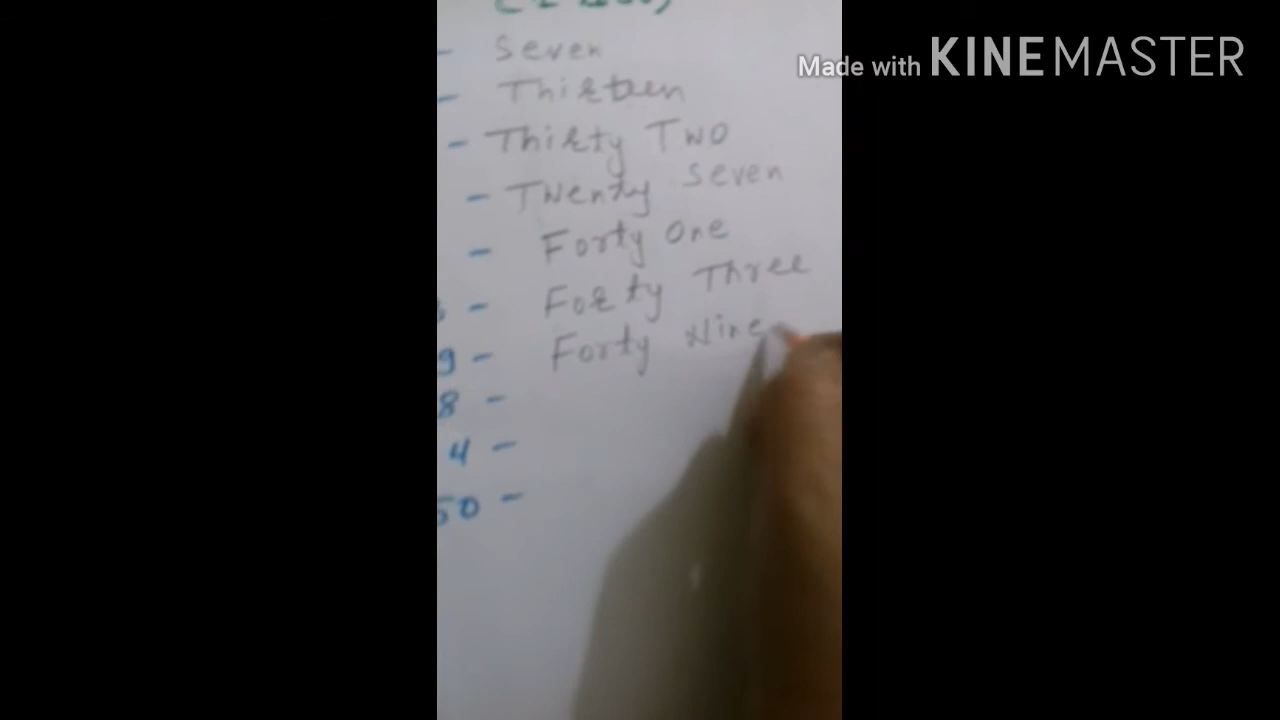 Made with KINEMASTER
- Seven
- Thirteen
- Thirty Two
- Twenty Seven
- Forty One
- Forty Three
9 - Forty Nine
8 -
4 -
50 -